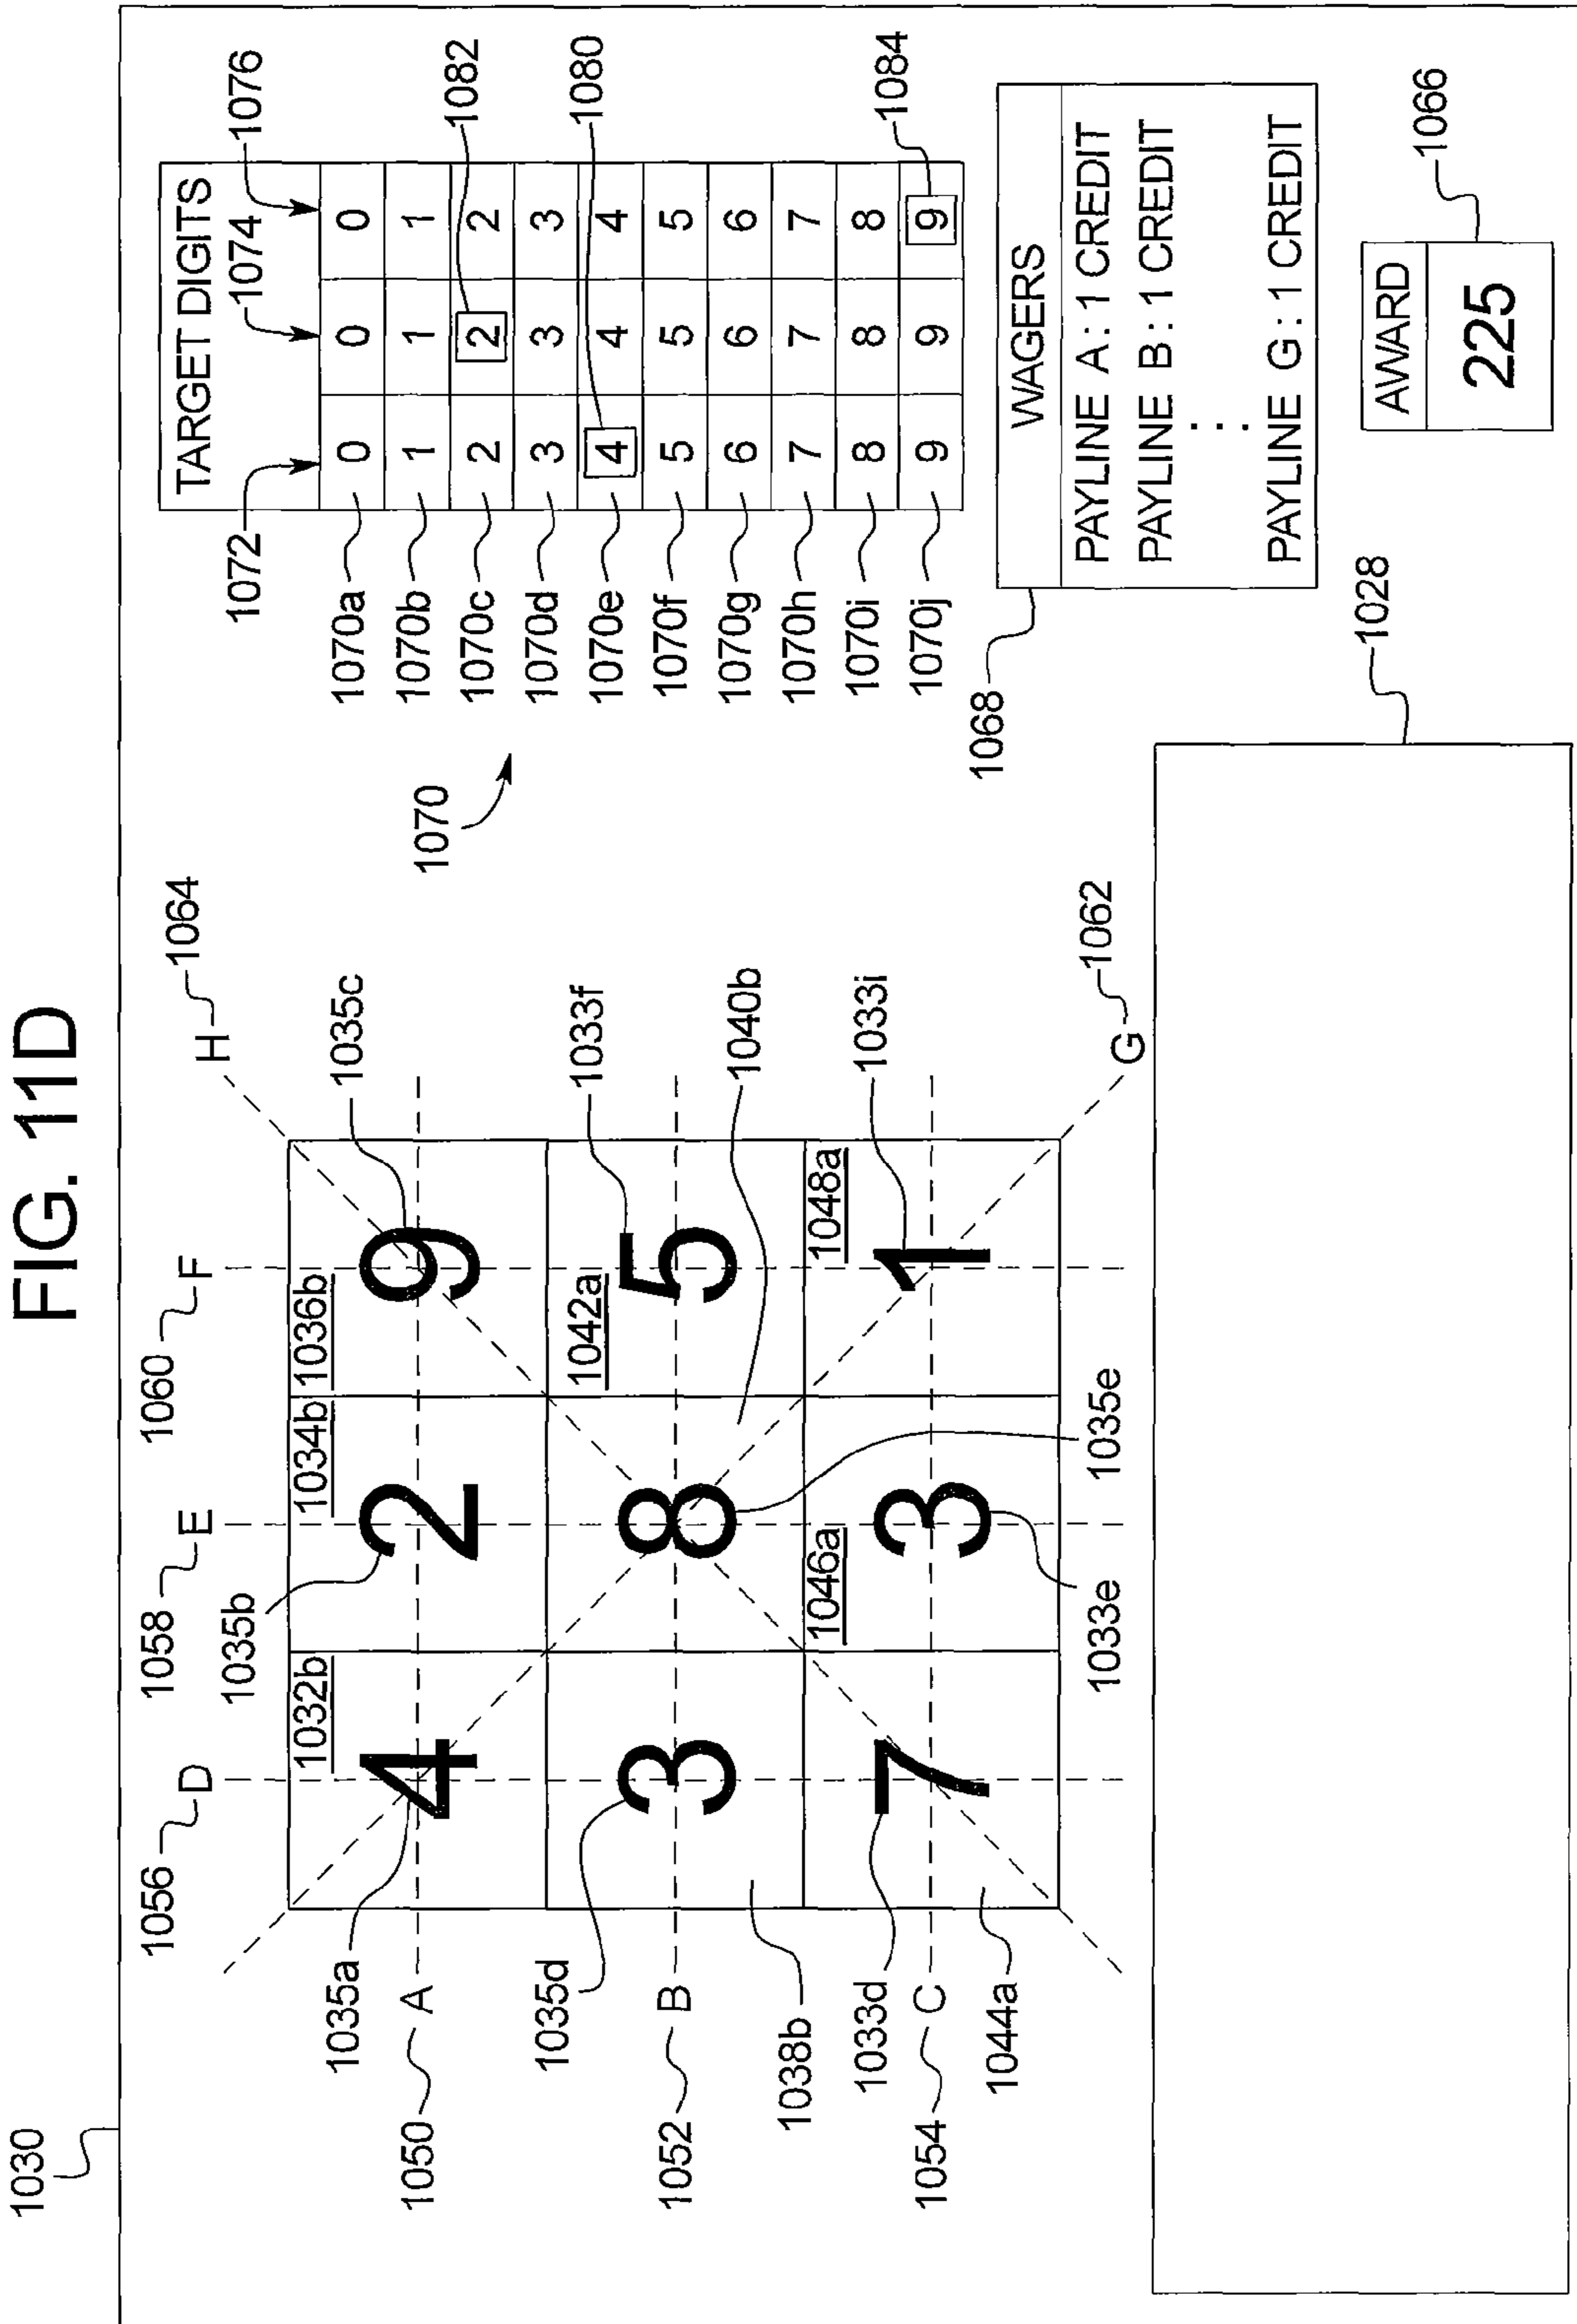 FIG. 11D
1030
1056 D
1058 E
1060 F
H 1064
1035a
1035b
1035c
1050 A
1032b
4
1034b
2
1036b
9
1035d
1033f
1052 B
3
8
1042a
5
1038b
1040b
1033d
1054 C
7
1046a
3
1048a
1
1033i
1044a
1033e
1035e
G 1062
1070
1072
1074
1076
TARGET DIGITS
1070a 0 0 0
1070b 1 1 1
1070c 2 2 2 1082
1070d 3 3 3
1070e 4 4 4 1080
1070f 5 5 5
1070g 6 6 6
1070h 7 7 7
1070i 8 8 8
1070j 9 9 9 1084
1068
WAGERS
PAYLINE A : 1 CREDIT
PAYLINE B : 1 CREDIT
⋮
PAYLINE G : 1 CREDIT
1028
AWARD
225
1066